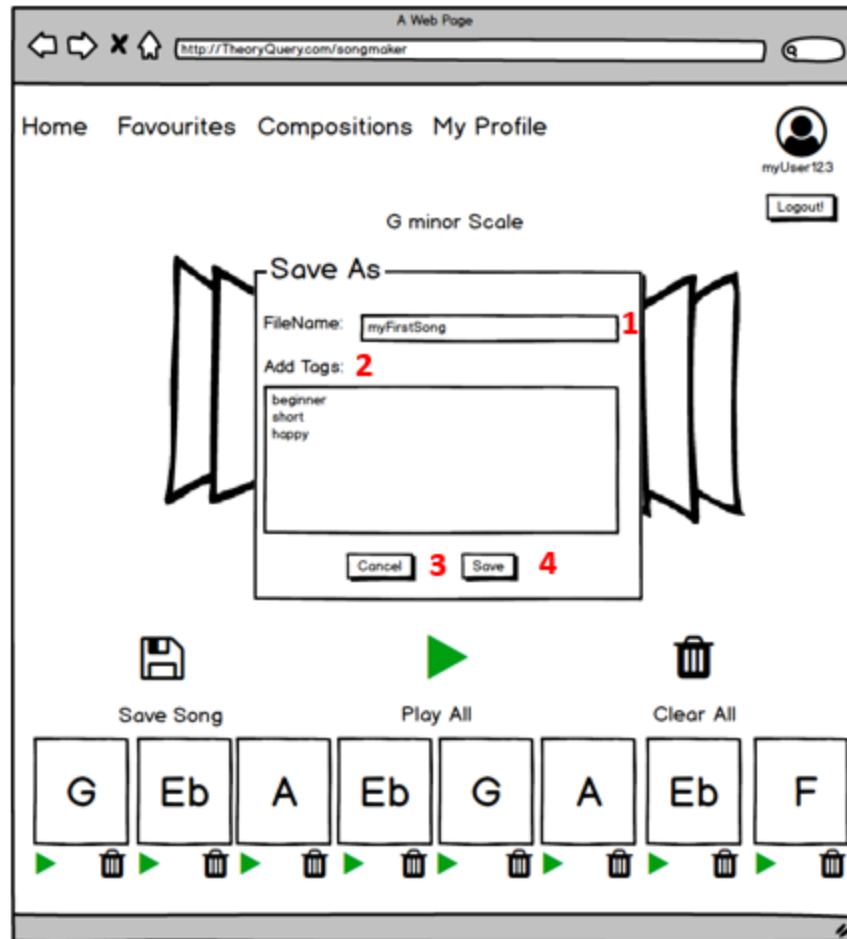 A Web Page
http://TheoryQuery.com/songmaker
Home Favourites Compositions My Profile
myUser123
Logout!
G minor Scale
Save As
FileName: myFirstSong 1
Add Tags: 2
beginner
short
happy
Cancel 3 Save 4
Save Song Play All Clear All
G Eb A Eb G A Eb F